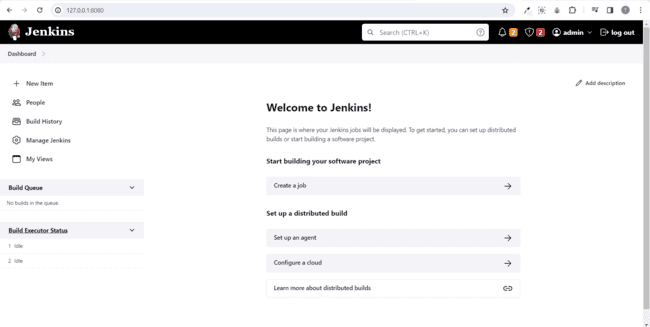 127.0.0.1:8080
Jenkins
Search (CTRL+K)
2
2
admin
log out
Dashboard
New Item
People
Build History
Manage Jenkins
My Views
Build Queue
No builds in the queue.
Build Executor Status
1 Idle
2 Idle
Add description
Welcome to Jenkins!
This page is where your Jenkins jobs will be displayed. To get started, you can set up distributed
builds or start building a software project.
Start building your software project
Create a job
Set up a distributed build
Set up an agent
Configure a cloud
Learn more about distributed builds